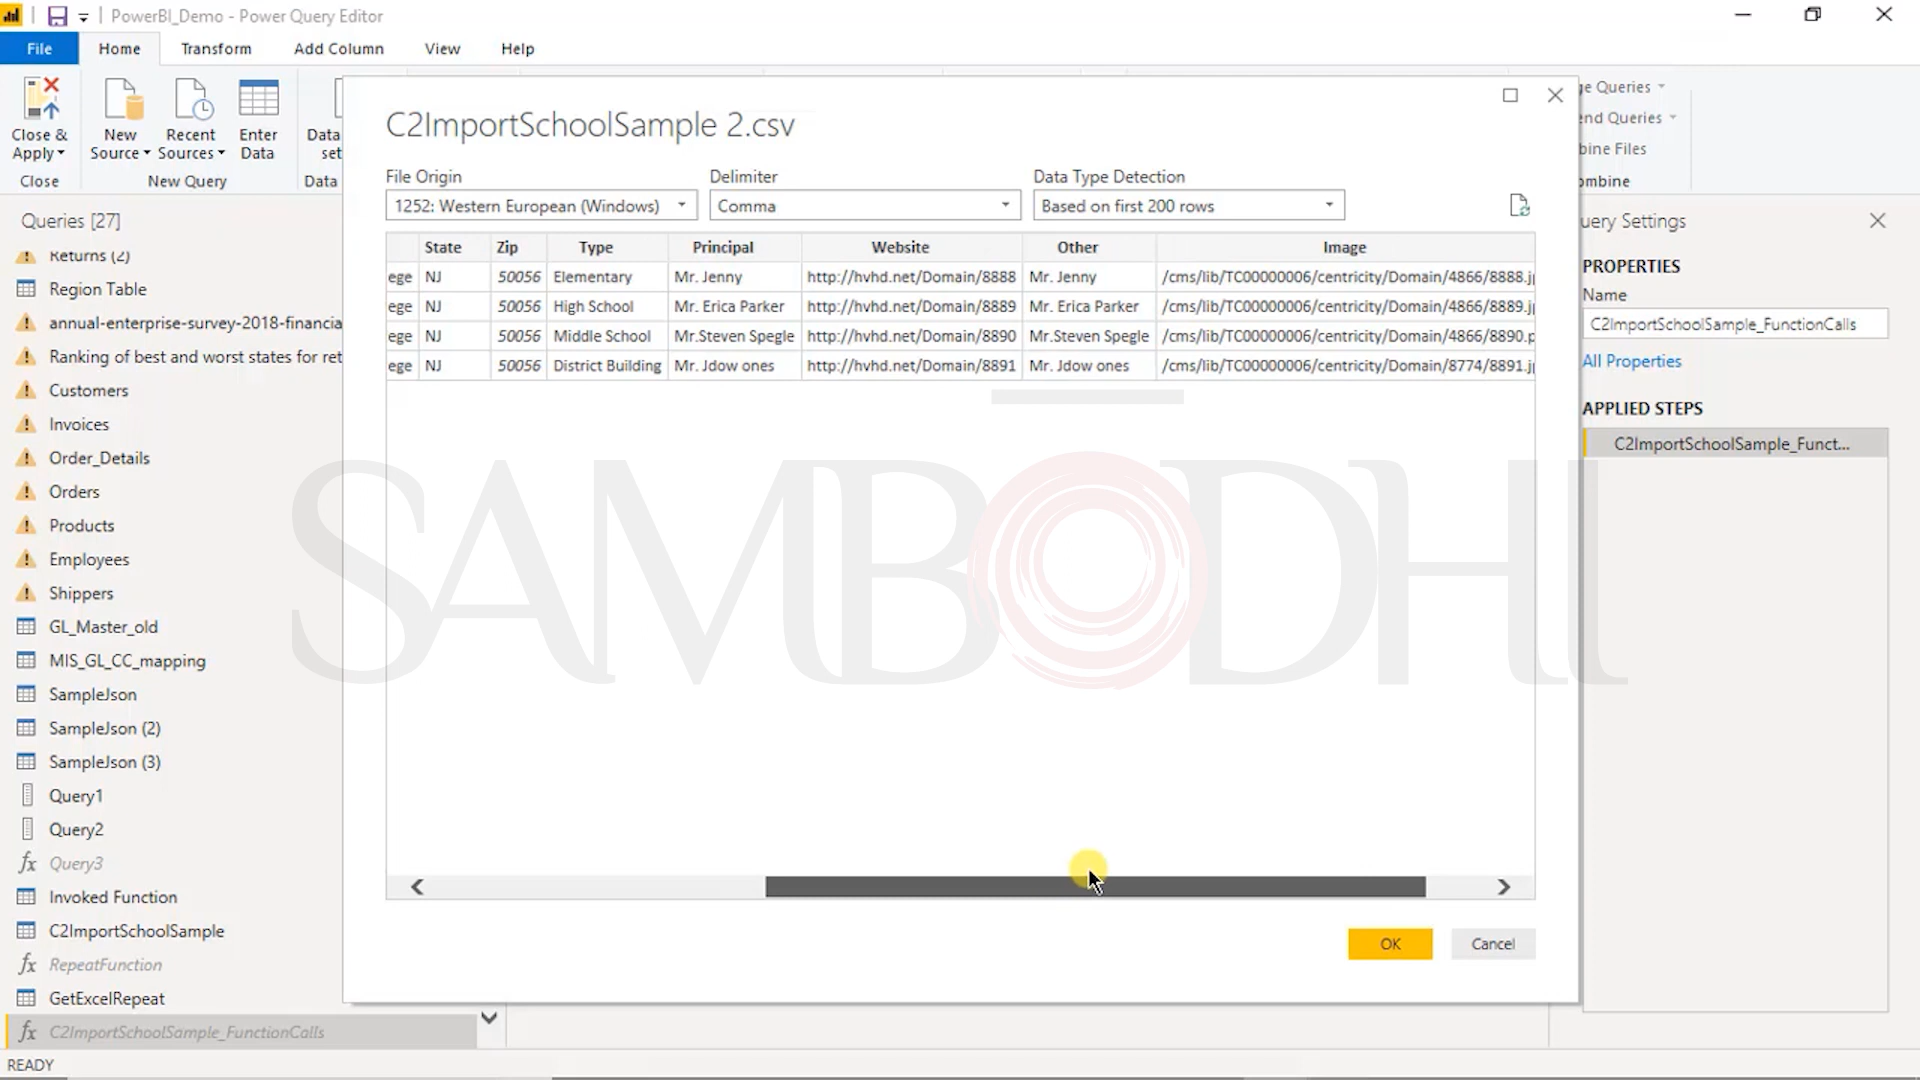 PowerBI_Demo - Power Query Editor
File Home Transform Add Column View Help
Close & Apply
New Source
Recent Sources
Enter Data
Data set
Close
New Query
Data
ge Queries
end Queries
bine Files
ombine
Queries [27]
Returns (2)
Region Table
annual-enterprise-survey-2018-financia
Ranking of best and worst states for ret
Customers
Invoices
Order_Details
Orders
Products
Employees
Shippers
GL_Master_old
MIS_GL_CC_mapping
SampleJson
SampleJson (2)
SampleJson (3)
Query1
Query2
Query3
Invoked Function
C2ImportSchoolSample
RepeatFunction
GetExcelRepeat
C2ImportSchoolSample_FunctionCalls
READY
C2ImportSchoolSample 2.csv
File Origin Delimiter Data Type Detection
1252: Western European (Windows) Comma Based on first 200 rows
State Zip Type Principal Website Other Image
ege NJ 50056 Elementary Mr. Jenny http://hvhd.net/Domain/8888 Mr. Jenny /cms/lib/TC00000006/centricity/Domain/4866/8888.j
ege NJ 50056 High School Mr. Erica Parker http://hvhd.net/Domain/8889 Mr. Erica Parker /cms/lib/TC00000006/centricity/Domain/4866/8889.j
ege NJ 50056 Middle School Mr.Steven Spegle http://hvhd.net/Domain/8890 Mr.Steven Spegle /cms/lib/TC00000006/centricity/Domain/4866/8890.p
ege NJ 50056 District Building Mr. Jdow ones http://hvhd.net/Domain/8891 Mr. Jdow ones /cms/lib/TC00000006/centricity/Domain/8774/8891.j
SAMBODHI
OK Cancel
uery Settings
PROPERTIES
Name
C2ImportSchoolSample_FunctionCalls
All Properties
APPLIED STEPS
C2ImportSchoolSample_Funct...